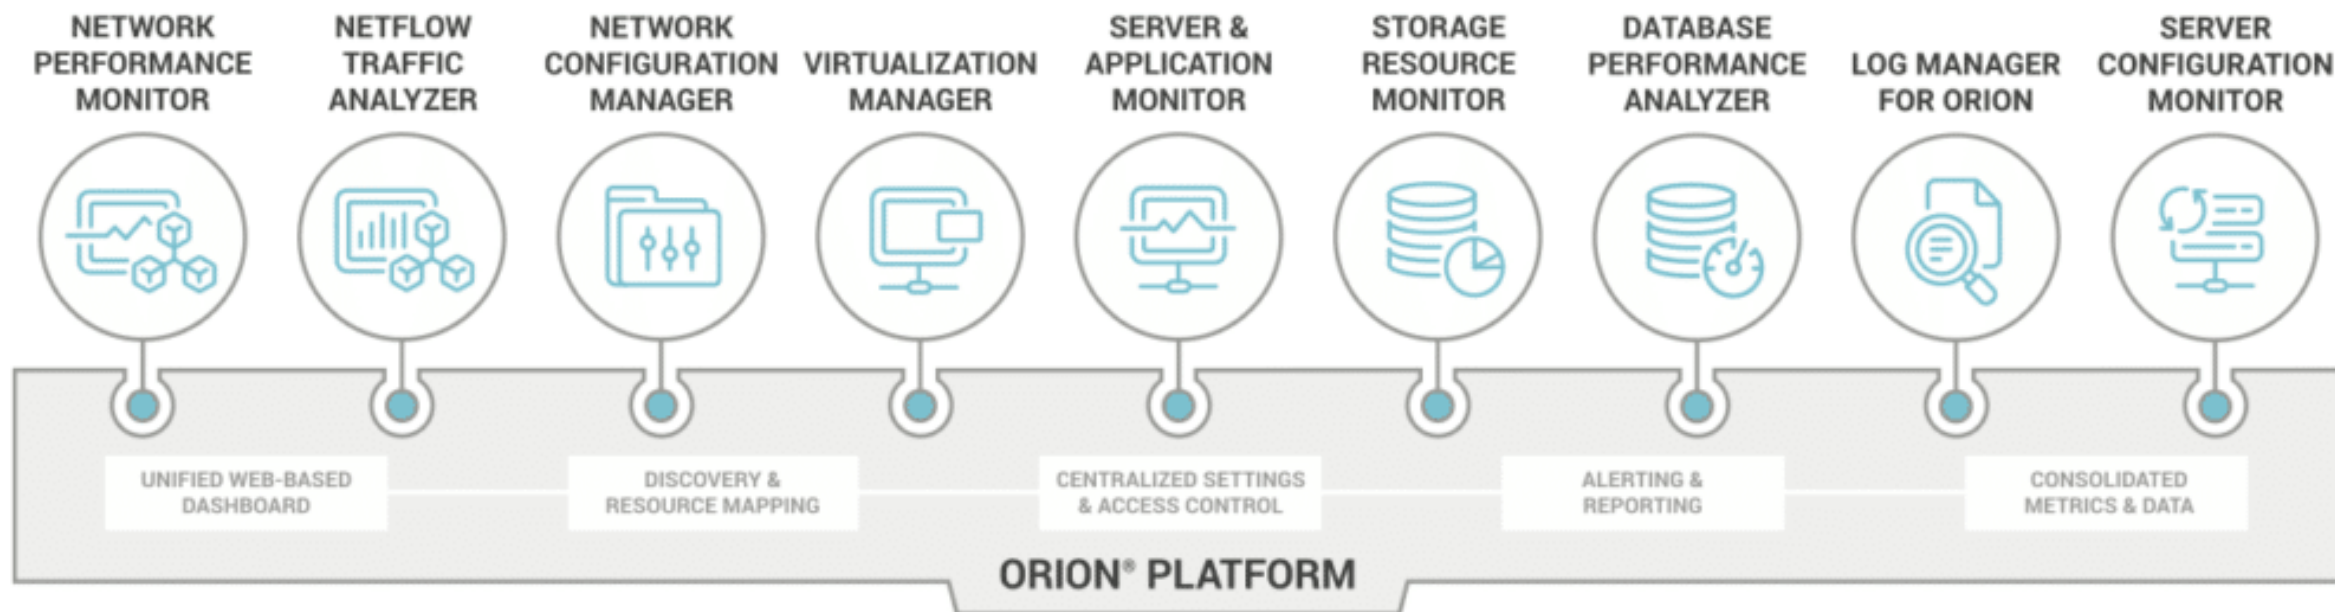 NETWORK
PERFORMANCE
MONITOR
NETFLOW
TRAFFIC
ANALYZER
NETWORK
CONFIGURATION
MANAGER
VIRTUALIZATION
MANAGER
SERVER &
APPLICATION
MONITOR
STORAGE
RESOURCE
MONITOR
DATABASE
PERFORMANCE
ANALYZER
LOG MANAGER
FOR ORION
SERVER
CONFIGURATION
MONITOR
UNIFIED WEB-BASED
DASHBOARD
DISCOVERY &
RESOURCE MAPPING
CENTRALIZED SETTINGS
& ACCESS CONTROL
ALERTING &
REPORTING
CONSOLIDATED
METRICS & DATA
ORION® PLATFORM